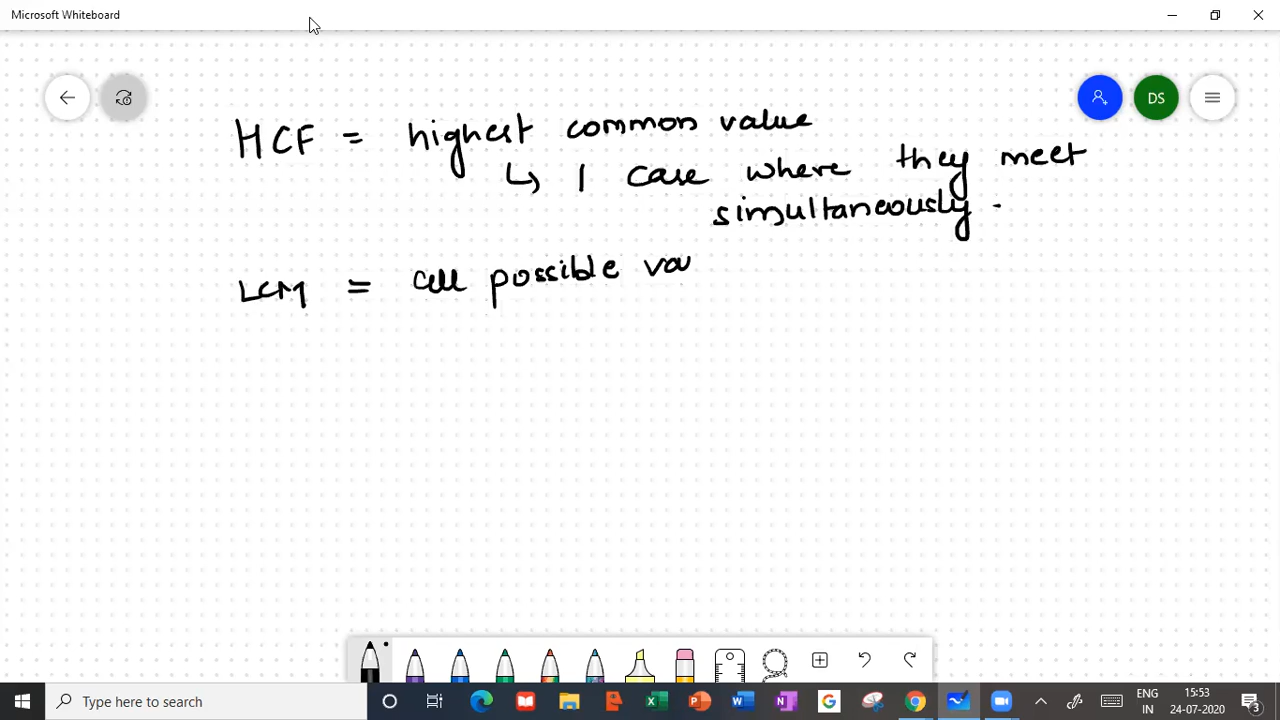 Microsoft Whiteboard
DS
HCF = highest common value
↳ 1 case where they meet
simultaneously.
LCM = all possible
Type here to search
ENG
IN
15:53
24-07-2020
3